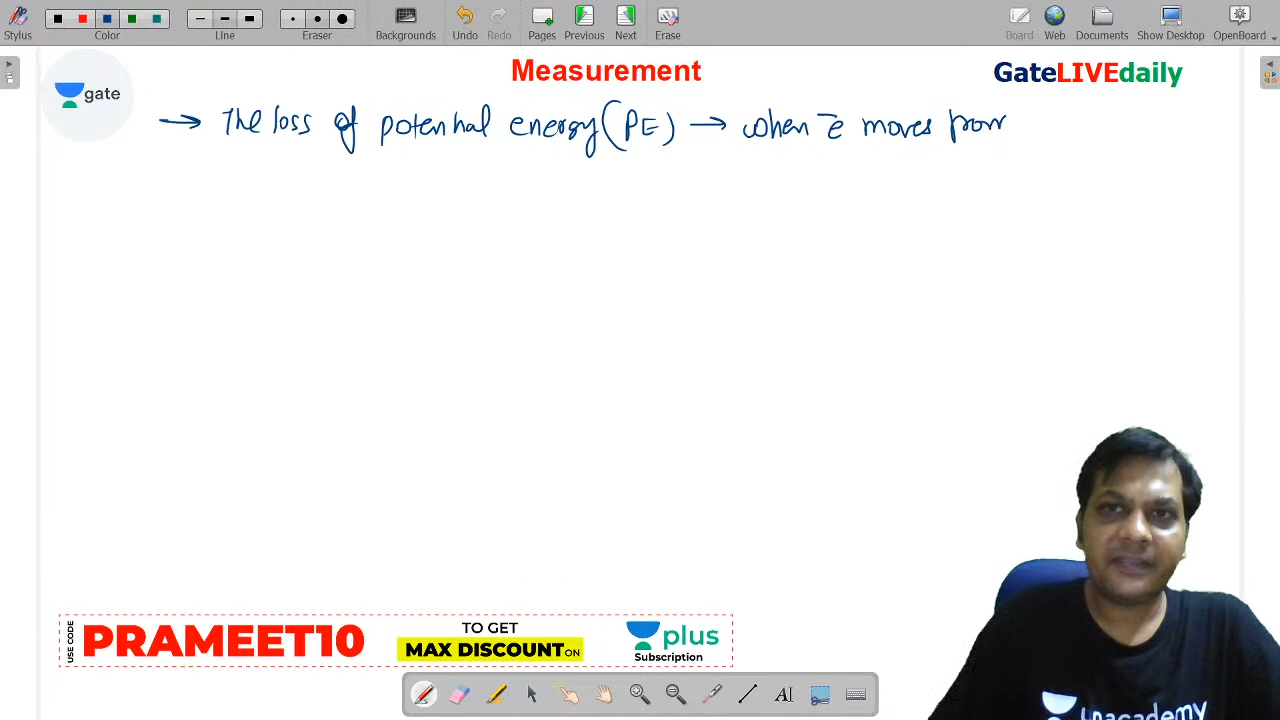 Stylus
Color
Line
Eraser
Backgrounds
Undo
Redo
Pages
Previous
Next
Erase
Board
Web
Documents
Show Desktop
OpenBoard
gate
Measurement
GateLIVEdaily
→ The loss of potential energy (PE) → when e̅ moves from
USE CODE
PRAMEET10
TO GET
MAX DISCOUNT ON
plus
Subscription
unacademy